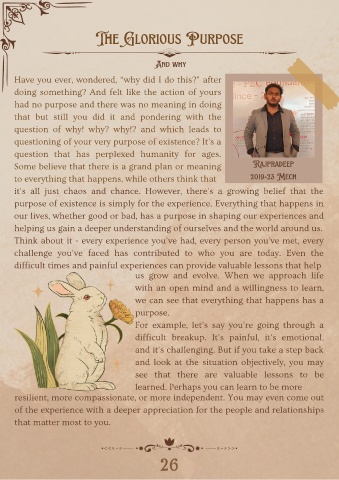 The Glorious Purpose
And why
Have you ever, wondered, "why did I do this?" after
doing something? And felt like the action of yours
had no purpose and there was no meaning in doing
that but still you did it and pondering with the
question of why! why? why!? and which leads to
questioning of your very purpose of existence? It's a
question that has perplexed humanity for ages.
Some believe that there is a grand plan or meaning
to everything that happens, while others think that
Rajpradeep
2019-23 Mech
it's all just chaos and chance. However, there's a growing belief that the
purpose of existence is simply for the experience. Everything that happens in
our lives, whether good or bad, has a purpose in shaping our experiences and
helping us gain a deeper understanding of ourselves and the world around us.
Think about it - every experience you've had, every person you've met, every
challenge you've faced has contributed to who you are today. Even the
difficult times and painful experiences can provide valuable lessons that help
us grow and evolve. When we approach life
with an open mind and a willingness to learn,
we can see that everything that happens has a
purpose.
For example, let's say you're going through a
difficult breakup. It's painful, it's emotional,
and it's challenging. But if you take a step back
and look at the situation objectively, you may
see that there are valuable lessons to be
learned. Perhaps you can learn to be more
resilient, more compassionate, or more independent. You may even come out
of the experience with a deeper appreciation for the people and relationships
that matter most to you.
26